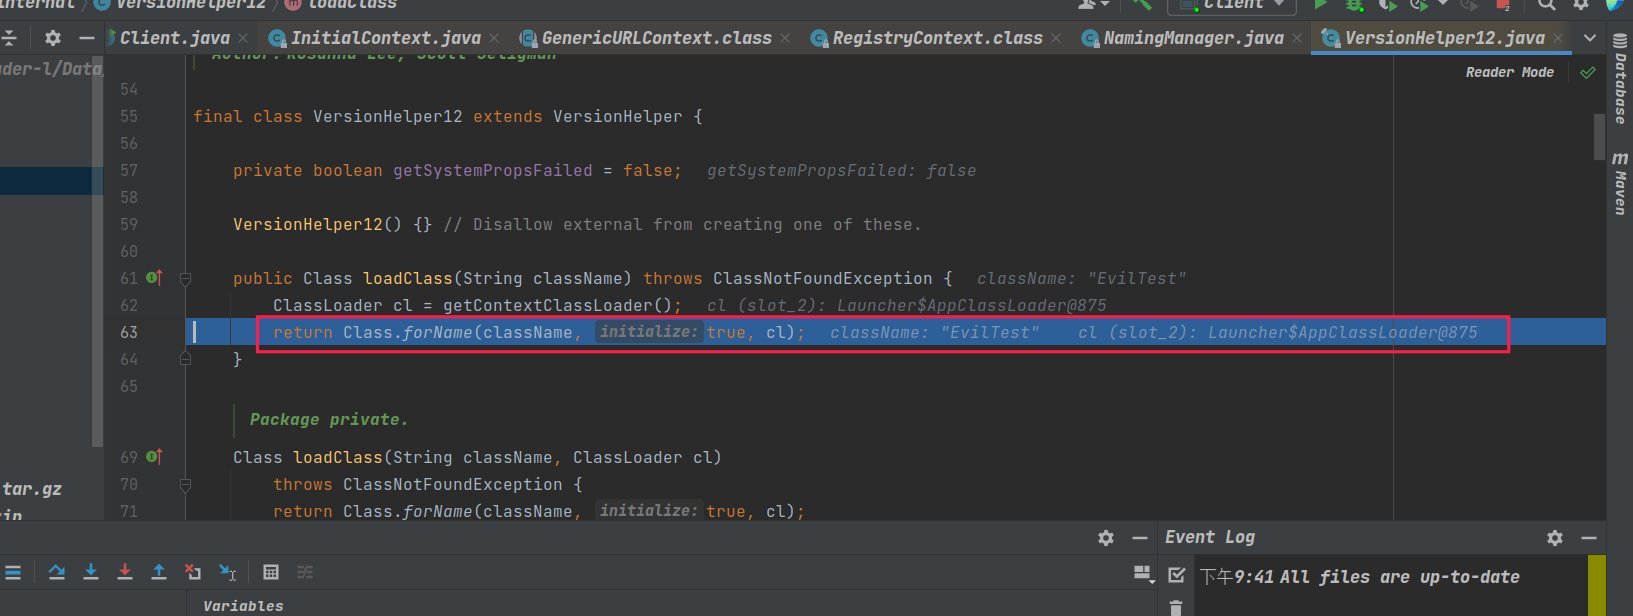 internal / VersionHelper12 / loadClass
Client
Client.java InitialContext.java GenericURLContext.class RegistryContext.class NamingManager.java VersionHelper12.java
der-l/Data
Author: Rosanna Lee, Scott Seligman
Reader Mode
Database
Maven
54
55 final class VersionHelper12 extends VersionHelper {
56
57 private boolean getSystemPropsFailed = false; getSystemPropsFailed: false
58
59 VersionHelper12() {} // Disallow external from creating one of these.
60
61 public Class loadClass(String className) throws ClassNotFoundException { className: "EvilTest"
62 ClassLoader cl = getContextClassLoader(); cl (slot_2): Launcher$AppClassLoader@875
63 return Class.forName(className, initialize: true, cl); className: "EvilTest" cl (slot_2): Launcher$AppClassLoader@875
64 }
65
Package private.
69 Class loadClass(String className, ClassLoader cl)
70 throws ClassNotFoundException {
71 return Class.forName(className, initialize: true, cl);
tar.gz
zip
Event Log
下午9:41 All files are up-to-date
Variables